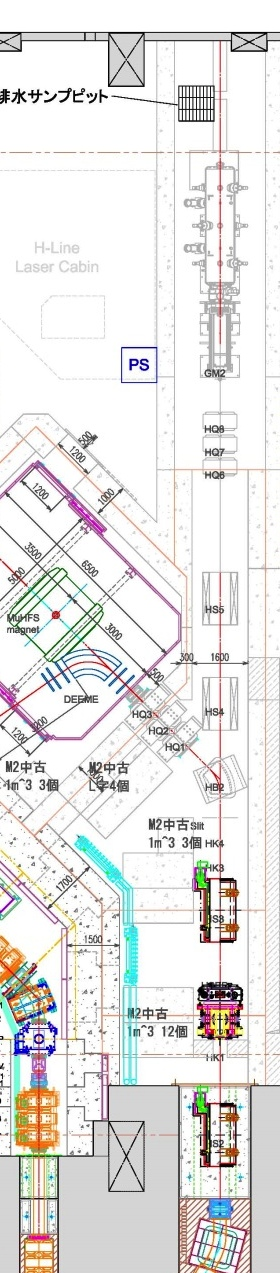 排水サンプピット
H-Line
Laser Cabin
PS
GM2
HQ8
HQ7
HQ6
500
1200
1200
1000
3500
5000
6500
3000
MuHFS
magnet
DEEME
500
HS5
300
1600
HS4
HQ3
HQ2
HQ1
1200
M2中古
1m^3 3個
M2中古
L字4個
HB2
M2中古 Slit
1m^3 3個
HK4
HK3
HS3
1700
1500
M2中古
1m^3 12個
HK1
HS2